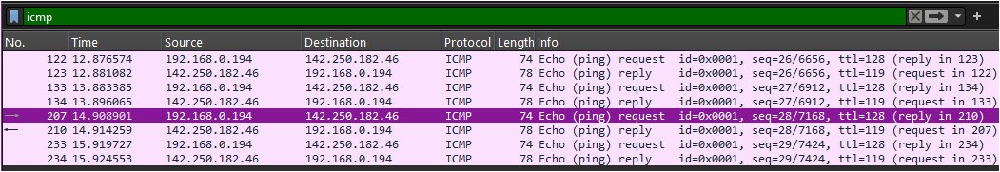 icmp
No. Time Source Destination Protocol Length Info
122 12.876574 192.168.0.194 142.250.182.46 ICMP 74 Echo (ping) request id=0x0001, seq=26/6656, ttl=128 (reply in 123)
123 12.881082 142.250.182.46 192.168.0.194 ICMP 78 Echo (ping) reply id=0x0001, seq=26/6656, ttl=119 (request in 122)
133 13.883385 192.168.0.194 142.250.182.46 ICMP 74 Echo (ping) request id=0x0001, seq=27/6912, ttl=128 (reply in 134)
134 13.896065 142.250.182.46 192.168.0.194 ICMP 78 Echo (ping) reply id=0x0001, seq=27/6912, ttl=119 (request in 133)
207 14.908901 192.168.0.194 142.250.182.46 ICMP 74 Echo (ping) request id=0x0001, seq=28/7168, ttl=128 (reply in 210)
210 14.914259 142.250.182.46 192.168.0.194 ICMP 78 Echo (ping) reply id=0x0001, seq=28/7168, ttl=119 (request in 207)
233 15.919727 192.168.0.194 142.250.182.46 ICMP 74 Echo (ping) request id=0x0001, seq=29/7424, ttl=128 (reply in 234)
234 15.924553 142.250.182.46 192.168.0.194 ICMP 78 Echo (ping) reply id=0x0001, seq=29/7424, ttl=119 (request in 233)